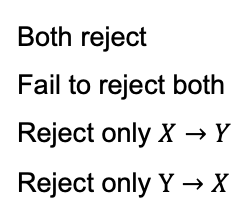 Both reject
Fail to reject both
Reject only X → Y
Reject only Y → X